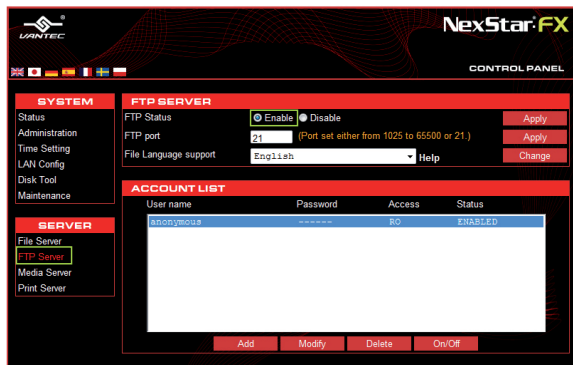 VANTEC
NexStar FX
CONTROL PANEL
SYSTEM
Status
Administration
Time Setting
LAN Config
Disk Tool
Maintenance
SERVER
File Server
FTP Server
Media Server
Print Server
FTP SERVER
FTP Status Enable Disable Apply
FTP port 21 (Port set either from 1025 to 65500 or 21.) Apply
File Language support English Help Change
ACCOUNT LIST
User name Password Access Status
anonymous ------ RO ENABLED
Add Modify Delete On/Off